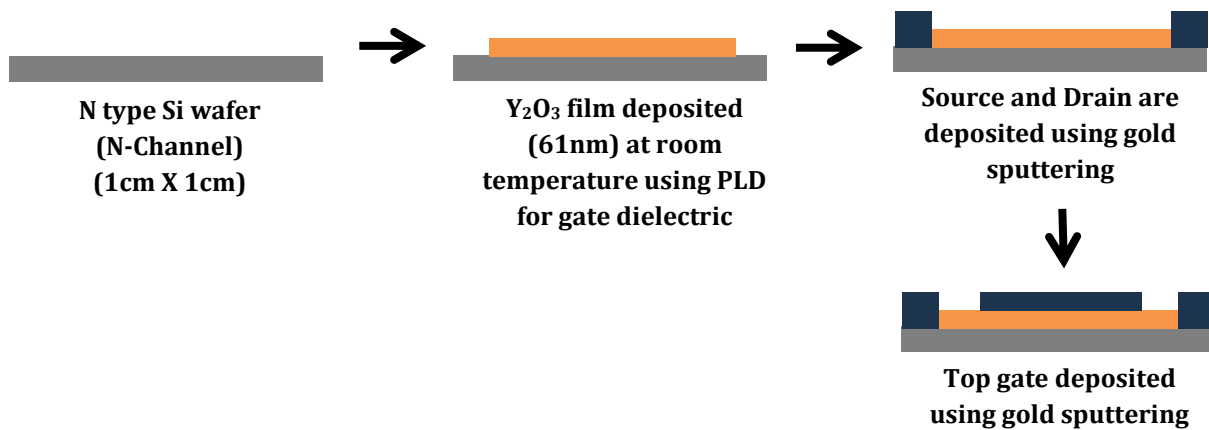 N type Si wafer
(N-Channel)
(1cm X 1cm)
Y₂O₃ film deposited
(61nm) at room
temperature using PLD
for gate dielectric
Source and Drain are
deposited using gold
sputtering
Top gate deposited
using gold sputtering